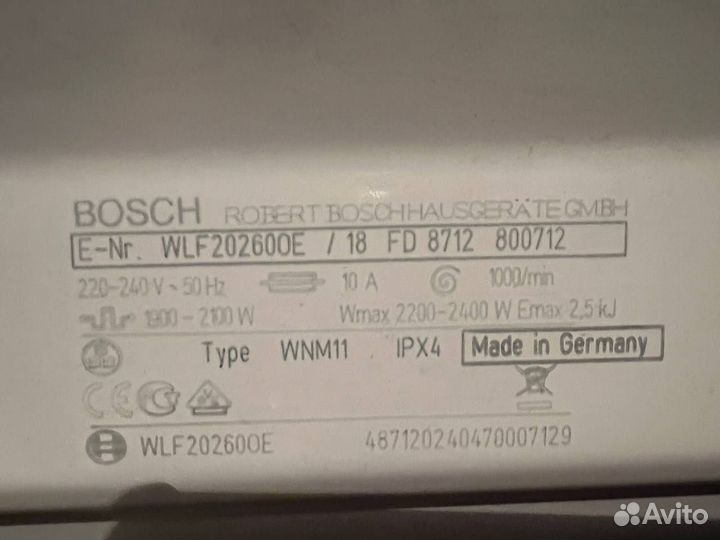 BOSCH ROBERT BOSCH HAUSGERÄTE GMBH
E-Nr. WLF20260OE / 18 FD 8712 800712
220-240 V ~ 50 Hz 10 A 1000/min
1900-2100 W Wmax 2200-2400 W Emax 2,5 kJ
Type WNM11 IPX4 Made in Germany
CE
WLF20260OE 487120240470007129
Avito